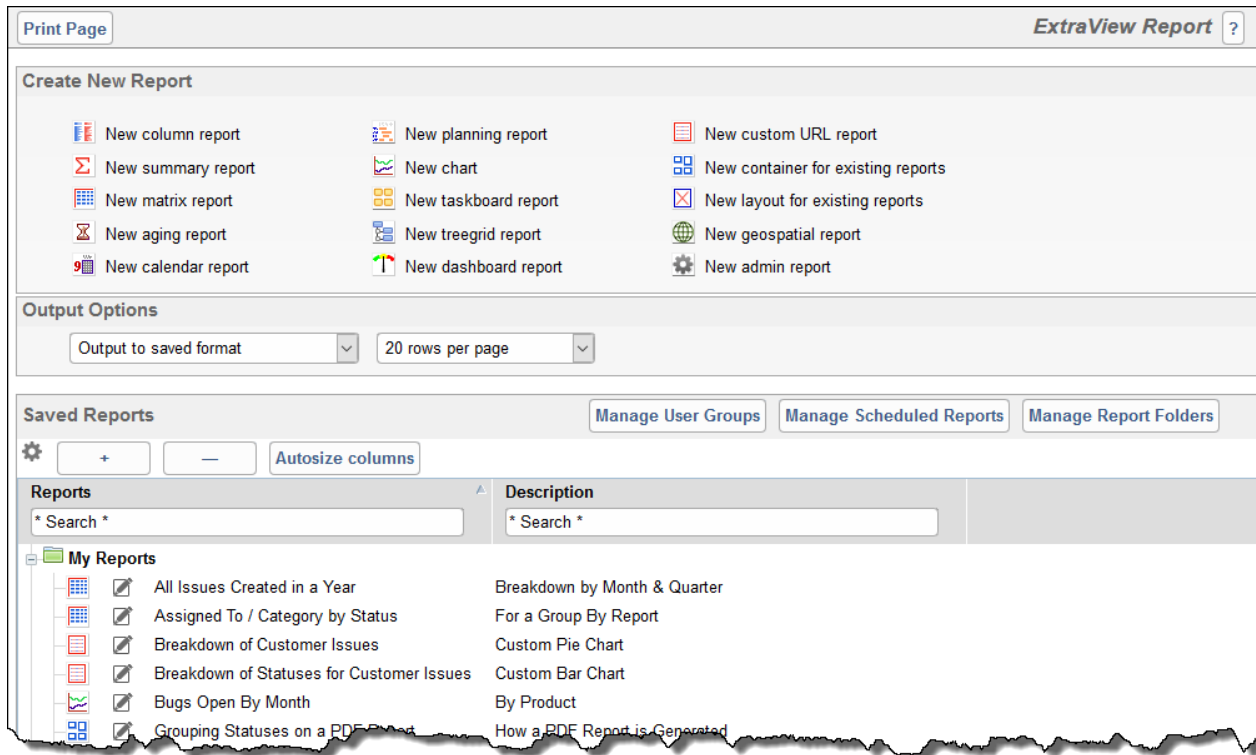 Print Page ExtraView Report ?
Create New Report
New column report New planning report New custom URL report
New summary report New chart New container for existing reports
New matrix report New taskboard report New layout for existing reports
New aging report New treegrid report New geospatial report
New calendar report New dashboard report New admin report
Output Options
Output to saved format 20 rows per page
Saved Reports Manage User Groups Manage Scheduled Reports Manage Report Folders
+ — Autosize columns
Reports Description
* Search * * Search *
My Reports
All Issues Created in a Year Breakdown by Month & Quarter
Assigned To / Category by Status For a Group By Report
Breakdown of Customer Issues Custom Pie Chart
Breakdown of Statuses for Customer Issues Custom Bar Chart
Bugs Open By Month By Product
Grouping Statuses on a PDF Report How a PDF Report is Generated